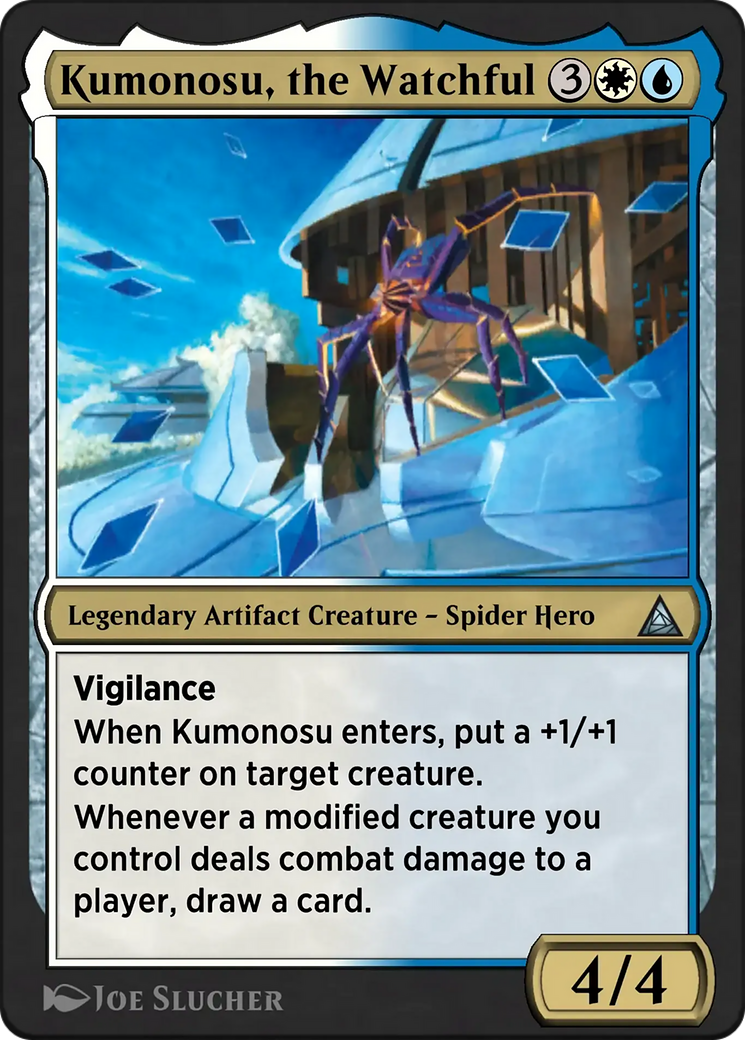 Kumonosu, the Watchful 3
Legendary Artifact Creature – Spider Hero
Vigilance
When Kumonosu enters, put a +1/+1
counter on target creature.
Whenever a modified creature you
control deals combat damage to a
player, draw a card.
4/4
Joe Slucher